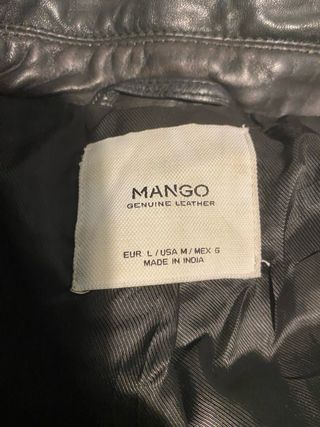 MANGO
GENUINE LEATHER
EUR L / USA M / MEX G
MADE IN INDIA